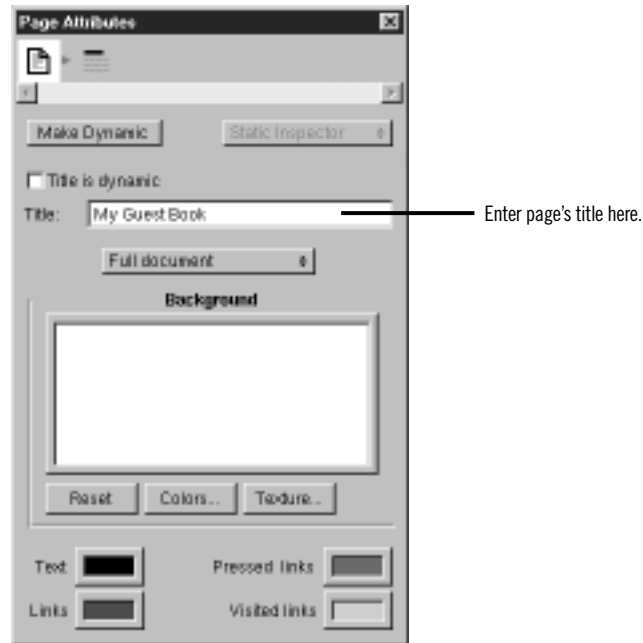 Page Attributes
Make Dynamic Static Inspector
Title is dynamic
Title: My Guest Book Enter page's title here.
Full document
Background
Reset Colors... Texture...
Text Pressed links
Links Visited links